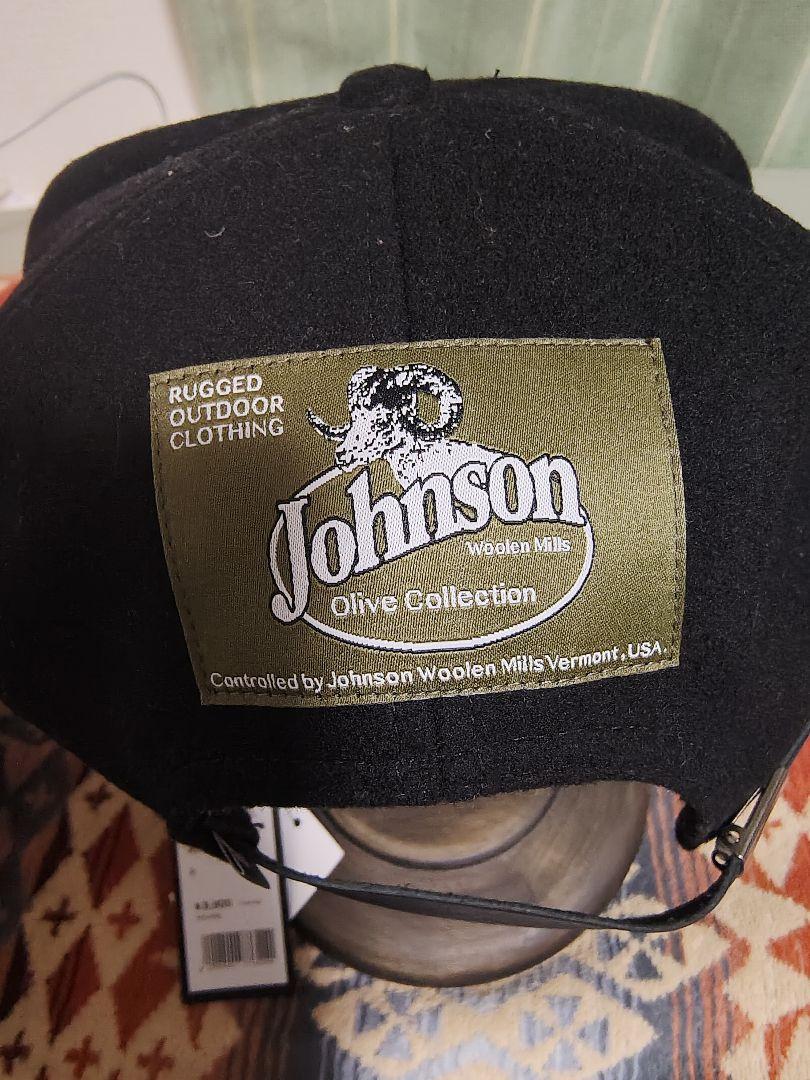 RUGGED
OUTDOOR
CLOTHING
Johnson
Woolen Mills
Olive Collection
Controlled by Johnson Woolen Mills Vermont, USA.